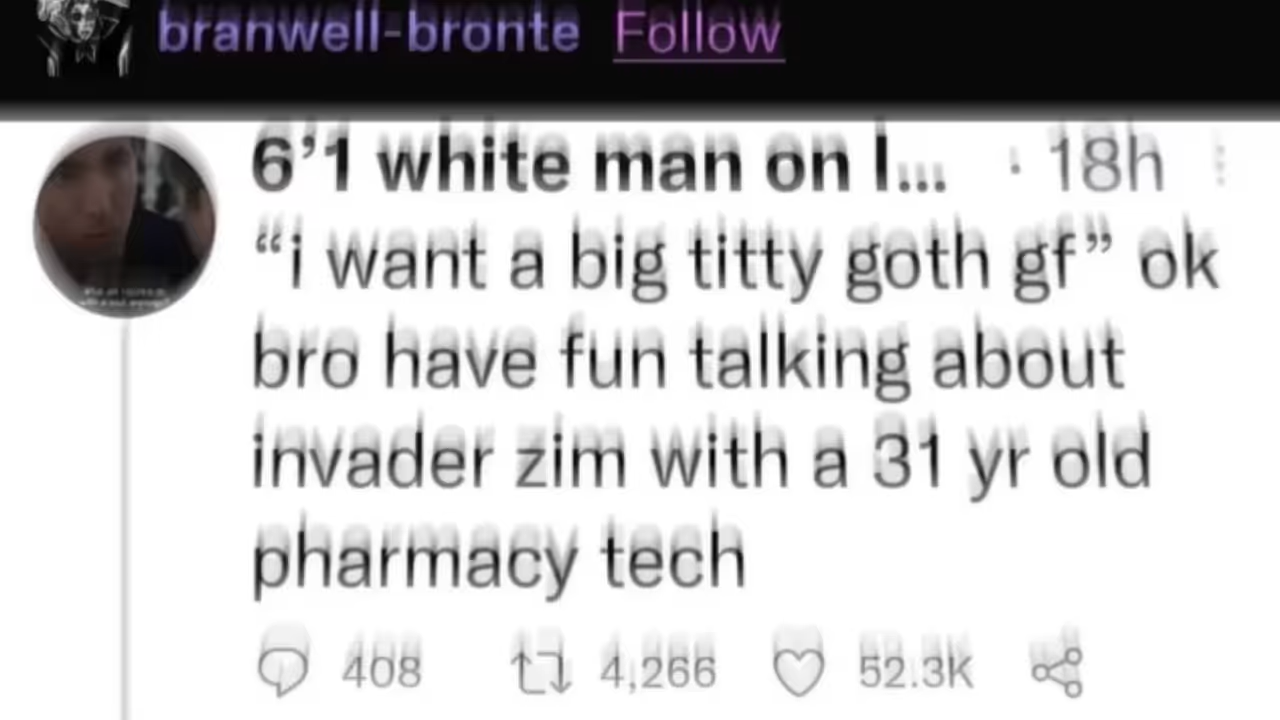 branwell-bronte Follow
6’1 white man on l... · 18h
“i want a big titty goth gf” ok
bro have fun talking about
invader zim with a 31 yr old
pharmacy tech
408 4,266 52.3K